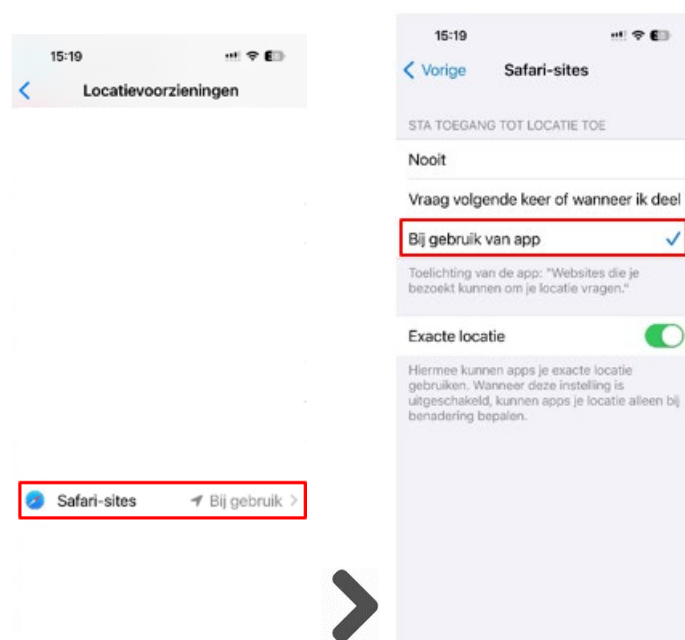 15:19
Locatievoorzieningen
Safari-sites
Bij gebruik
15:19
Vorige
Safari-sites
STA TOEGANG TOT LOCATIE TOE
Nooit
Vraag volgende keer of wanneer ik deel
Bij gebruik van app
Toelichting van de app: "Websites die je
bezoekt kunnen om je locatie vragen."
Exacte locatie
Hiermee kunnen apps je exacte locatie
gebruiken. Wanneer deze instelling is
uitgeschakeld, kunnen apps je locatie alleen bij
benadering bepalen.